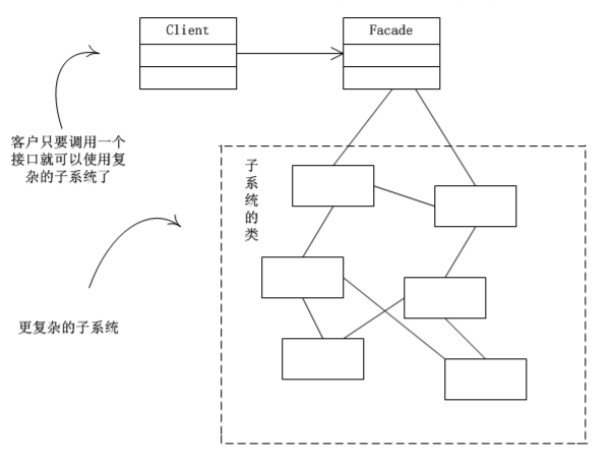 Client
Facade
客户只要调用一个
接口就可以使用复
杂的子系统了
子系统的类
更复杂的子系统